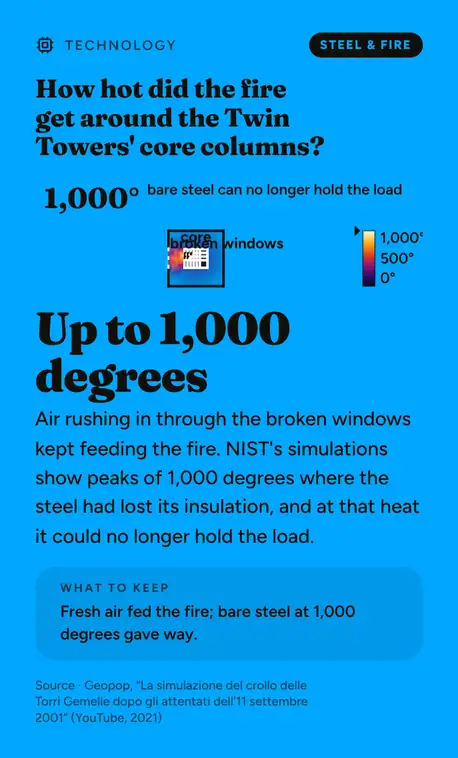 TECHNOLOGY
STEEL & FIRE
How hot did the fire
get around the Twin
Towers' core columns?
1,000° bare steel can no longer hold the load
core
broken windows
1,000°
500°
0°
Up to 1,000
degrees
Air rushing in through the broken windows
kept feeding the fire. NIST's simulations
show peaks of 1,000 degrees where the
steel had lost its insulation, and at that heat
it could no longer hold the load.
WHAT TO KEEP
Fresh air fed the fire; bare steel at 1,000
degrees gave way.
Source · Geopop, "La simulazione del crollo delle
Torri Gemelle dopo gli attentati dell'11 settembre
2001" (YouTube, 2021)